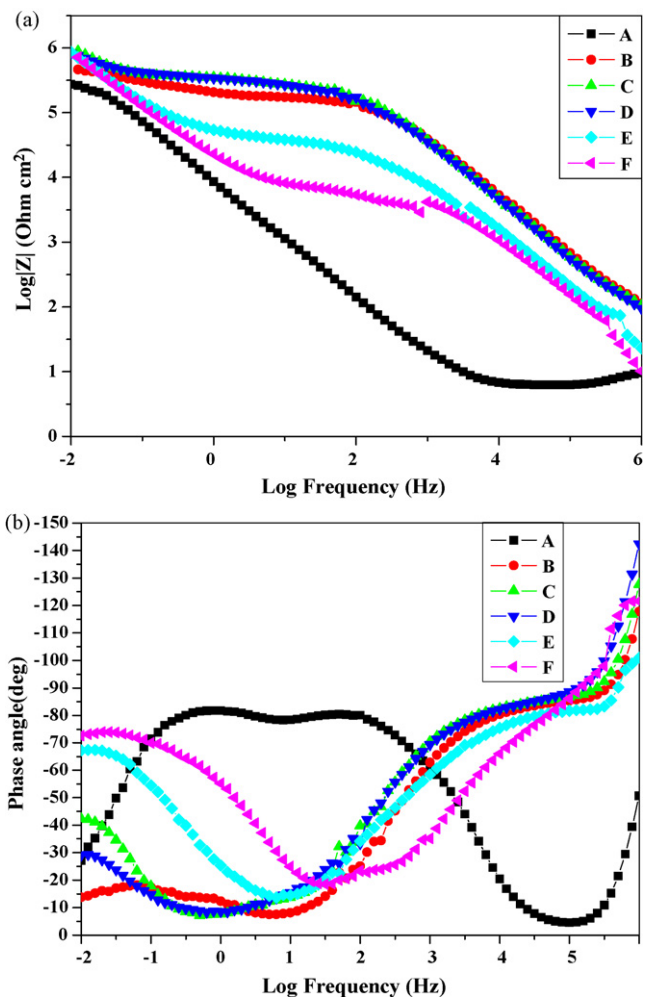 (a)
6
5
4
3
2
1
0
Log|Z| (Ohm cm2)
A
B
C
D
E
F
-2 0 2 4 6
Log Frequency (Hz)
(b)
-150
-140
-130
-120
-110
-100
-90
-80
-70
-60
-50
-40
-30
-20
-10
0
Phase angle(deg)
A
B
C
D
E
F
-2 -1 0 1 2 3 4 5 6
Log Frequency (Hz)